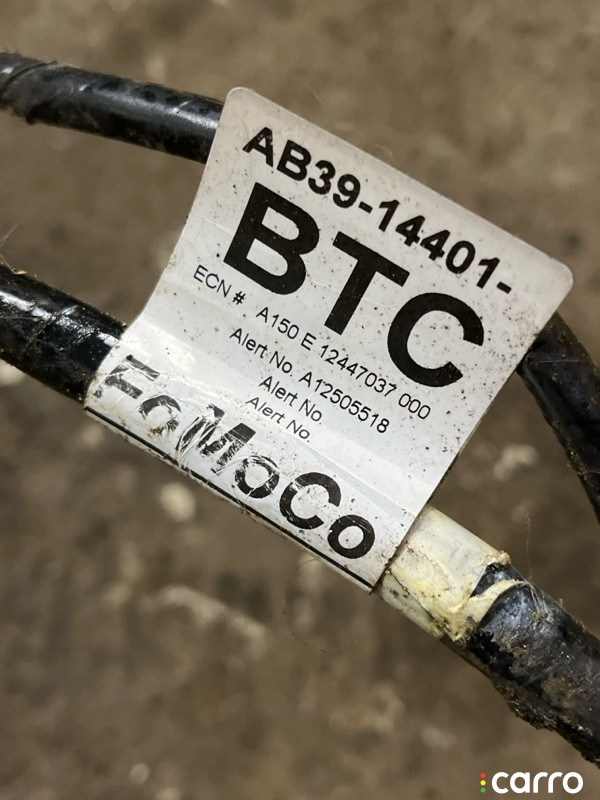 AB39-14401-
BTC
ECN # A150 E 12447037 000
Alert No. A12505518
Alert No.
Alert No.
FoMoCo
carro